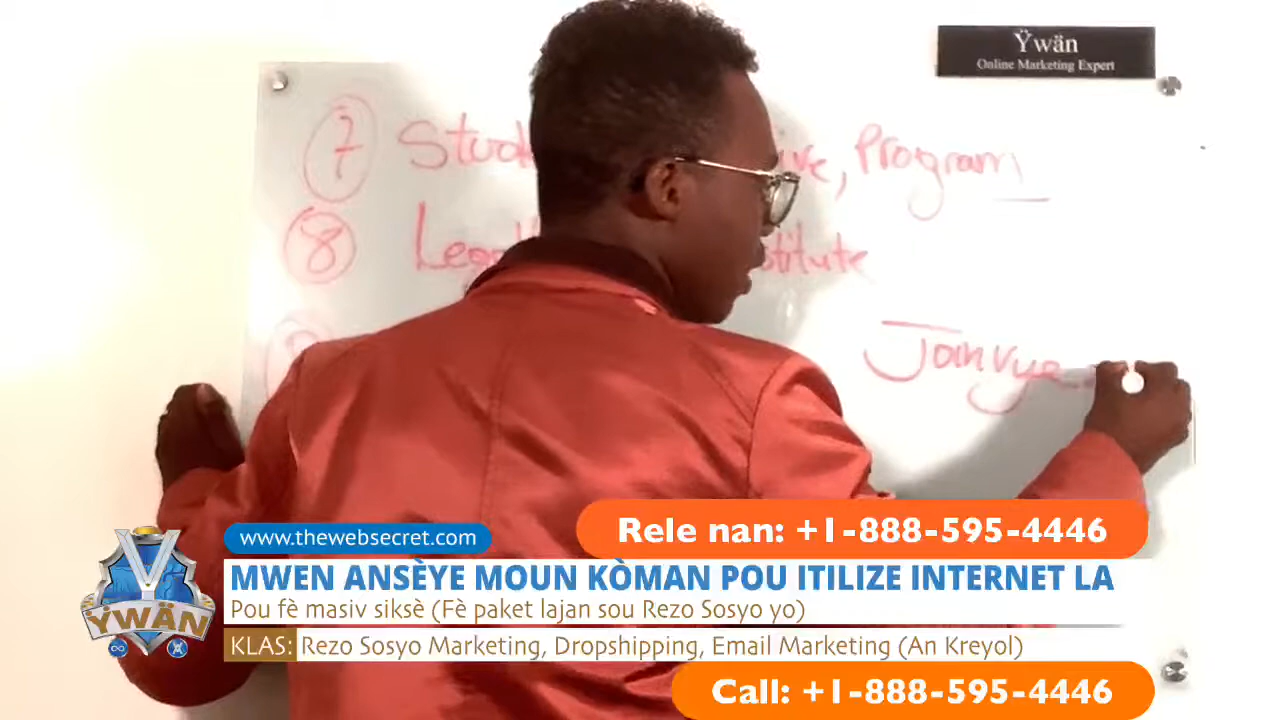 Ÿwän
Online Marketing Expert
7 Program
8
Janvye
Rele nan: +1-888-595-4446
www.thewebsecret.com
MWEN ANSÈYE MOUN KÒMAN POU ITILIZE INTERNET LA
Pou fè masiv siksè (Fè paket lajan sou Rezo Sosyo yo)
ŸWÄN
KLAS: Rezo Sosyo Marketing, Dropshipping, Email Marketing (An Kreyol)
Call: +1-888-595-4446